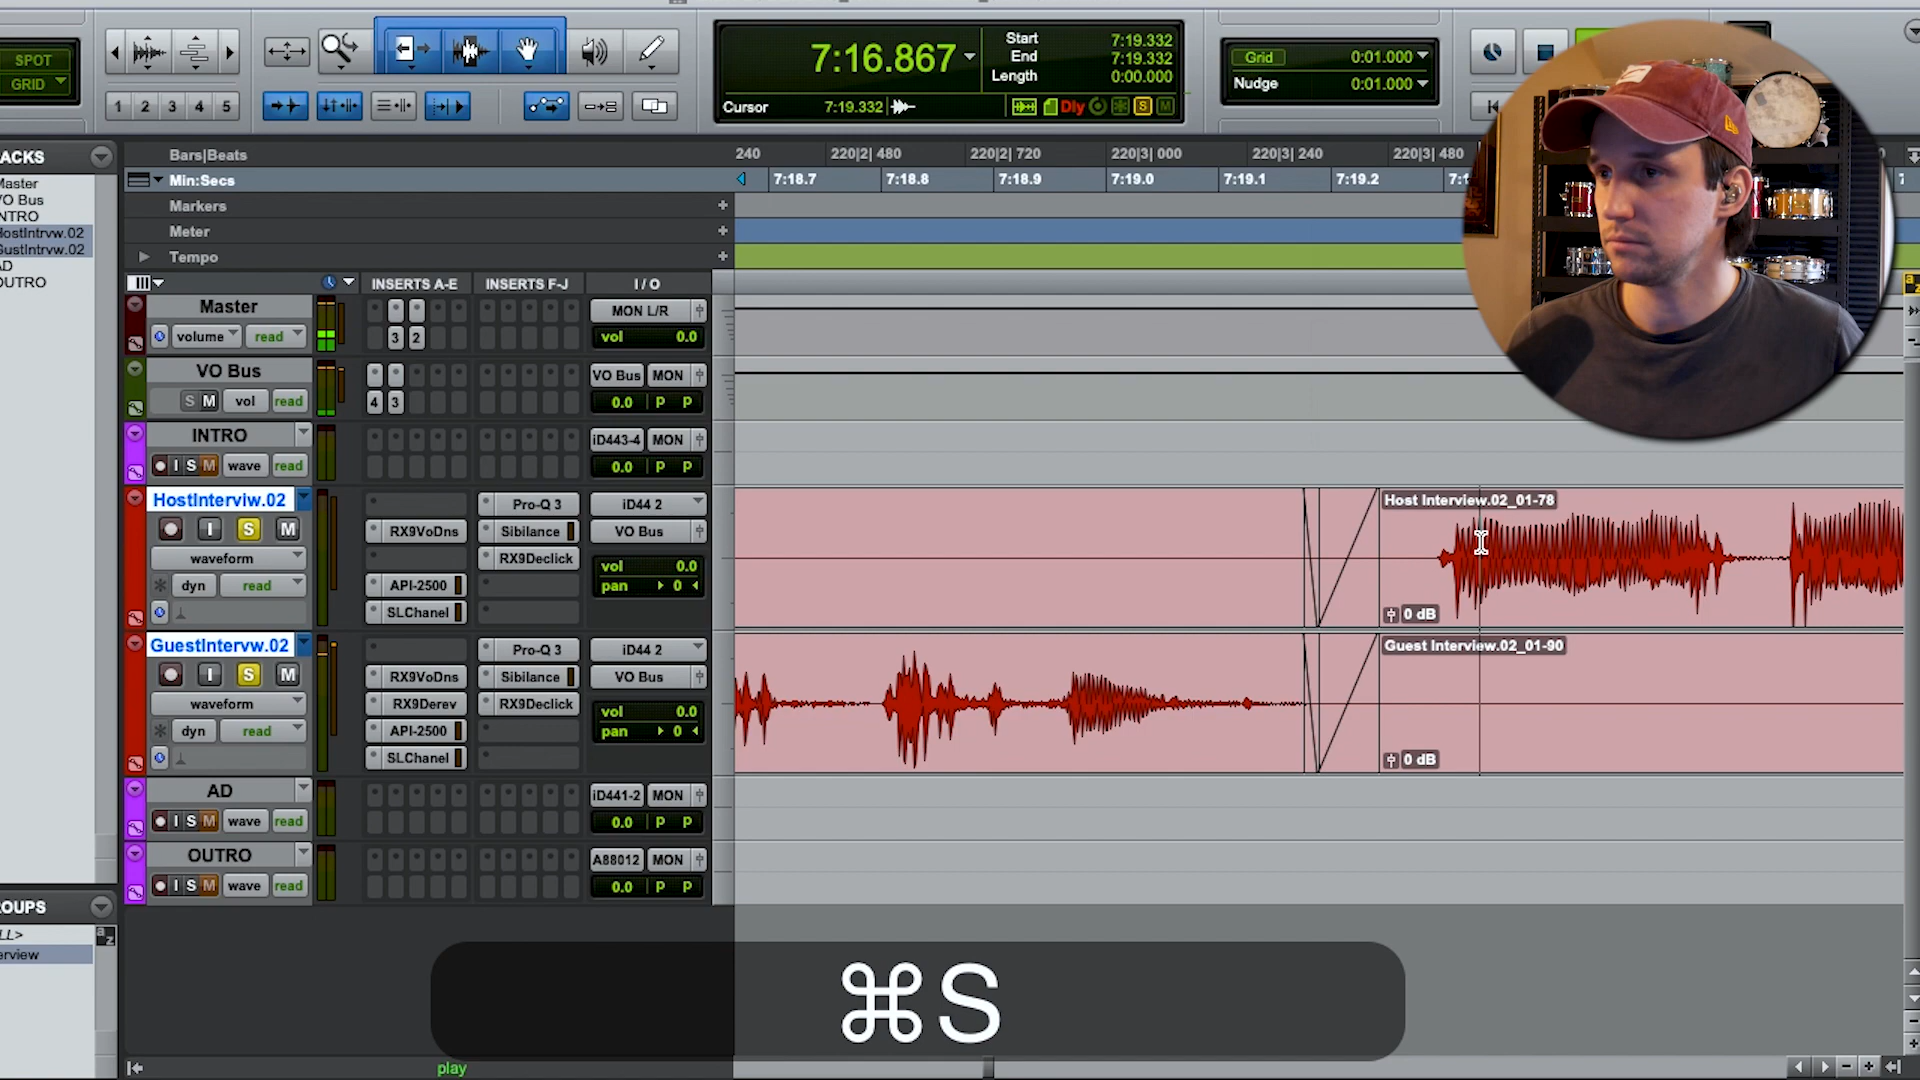 SPOT
GRID
1 2 3 4 5
7:16.867
Start 7:19.332
End 7:19.332
Length 0:00.000
Cursor 7:19.332
Dly S M
Grid 0:01.000
Nudge 0:01.000
ACKS
Master
VO Bus
INTRO
HostIntrvw.02
GustIntrvw.02
AD
OUTRO
Bars|Beats
240 220|2| 480 220|2| 720 220|3| 000 220|3| 240 220|3| 480
Min:Secs
7:18.7 7:18.8 7:18.9 7:19.0 7:19.1 7:19.2
Markers
Meter
Tempo
INSERTS A-E INSERTS F-J I / O
Master
volume read
3 2
MON L/R
vol 0.0
VO Bus
S M vol read
4 3
VO Bus MON
0.0 P P
INTRO
I S M wave read
iD443-4 MON
0.0 P P
HostInterviw.02
I S M
waveform
dyn read
RX9VoDns
API-2500
SLChanel
Pro-Q 3
Sibilance
RX9Declick
iD44 2
VO Bus
vol 0.0
pan 0
Host Interview.02_01-78
0 dB
GuestIntervw.02
I S M
waveform
dyn read
RX9VoDns
RX9Derev
API-2500
SLChanel
Pro-Q 3
Sibilance
RX9Declick
iD44 2
VO Bus
vol 0.0
pan 0
Guest Interview.02_01-90
0 dB
AD
I S M wave read
iD441-2 MON
0.0 P P
OUTRO
I S M wave read
A88012 MON
0.0 P P
OUPS
a z
LL>
erview
⌘S
play